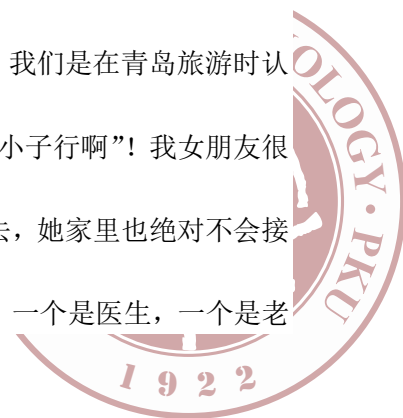 我们是在青岛旅游时认
小子行啊”！我女朋友很
去，她家里也绝对不会接
一个是医生，一个是老
OLOGY · PKU
1922